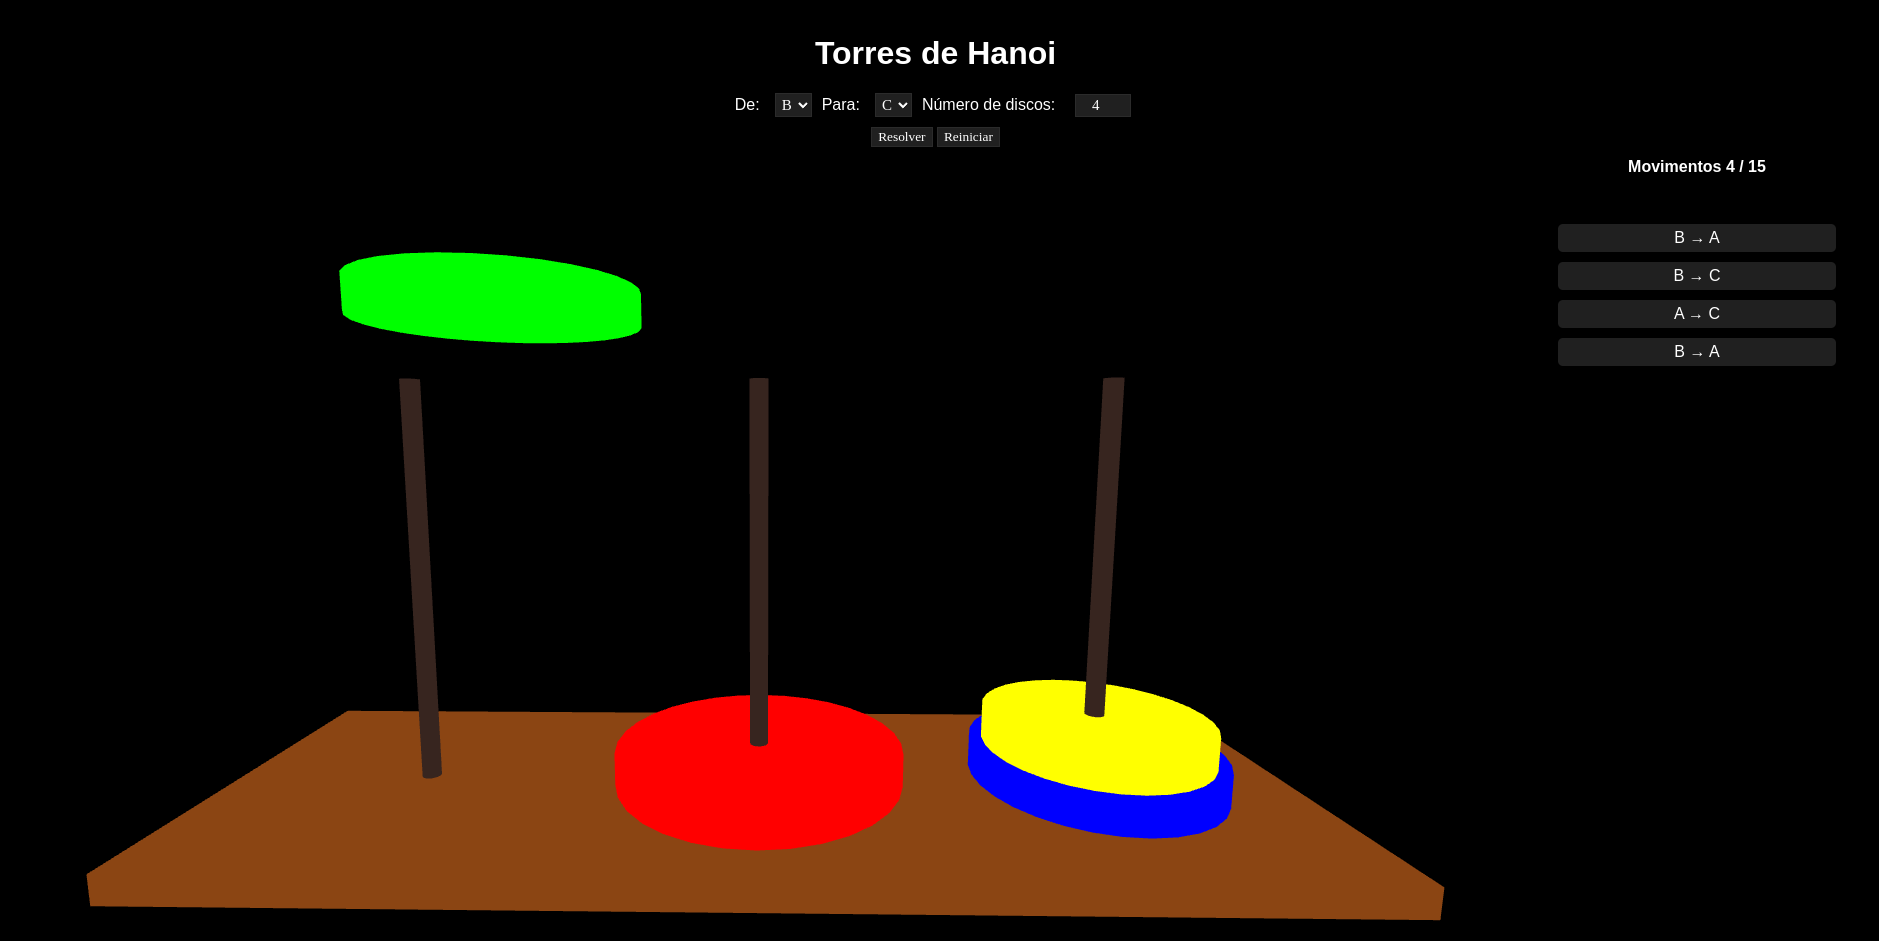 Torres de Hanoi
De: B Para: C Número de discos: 4
Resolver Reiniciar
Movimentos 4 / 15
B → A
B → C
A → C
B → A